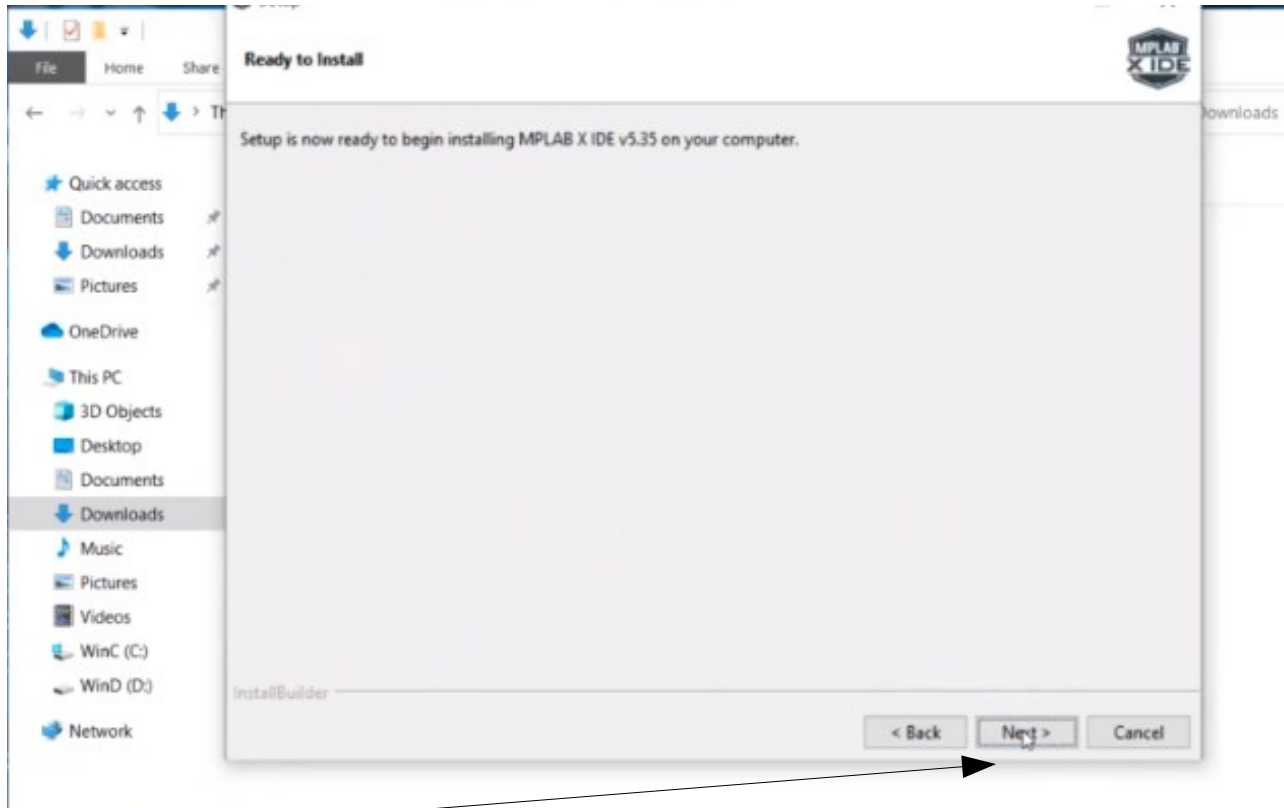 Ready to Install
MPLAB
X IDE
File Home Share
Downloads
Setup is now ready to begin installing MPLAB X IDE v5.35 on your computer.
Quick access
Documents
Downloads
Pictures
OneDrive
This PC
3D Objects
Desktop
Documents
Downloads
Music
Pictures
Videos
WinC (C:)
WinD (D:)
Network
InstallBuilder
< Back Next > Cancel